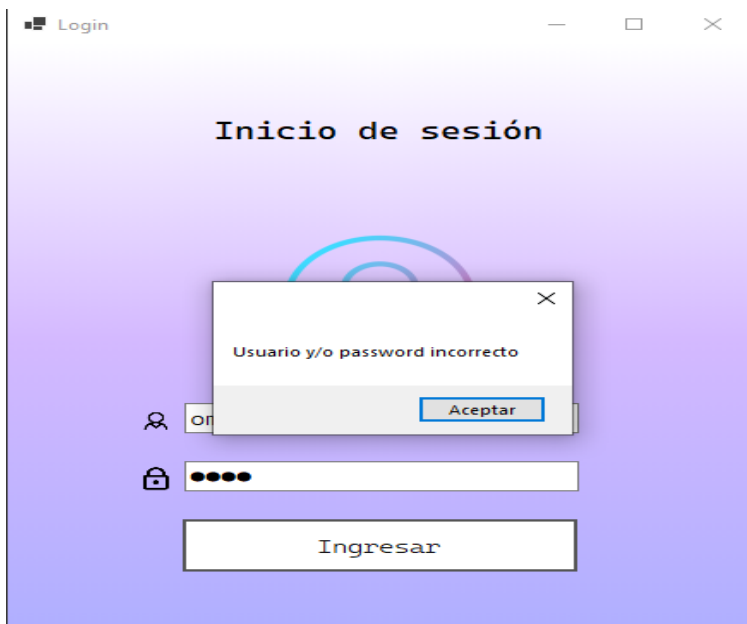 Login
Inicio de sesión
Usuario y/o password incorrecto
Aceptar
●●●●
Ingresar